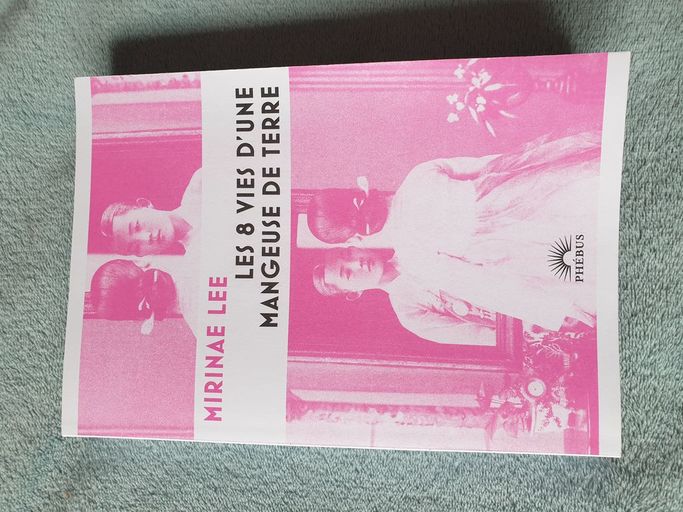 MIRINAE LEE
LES 8 VIES D'UNE
MANGEUSE DE TERRE
PHÉBUS